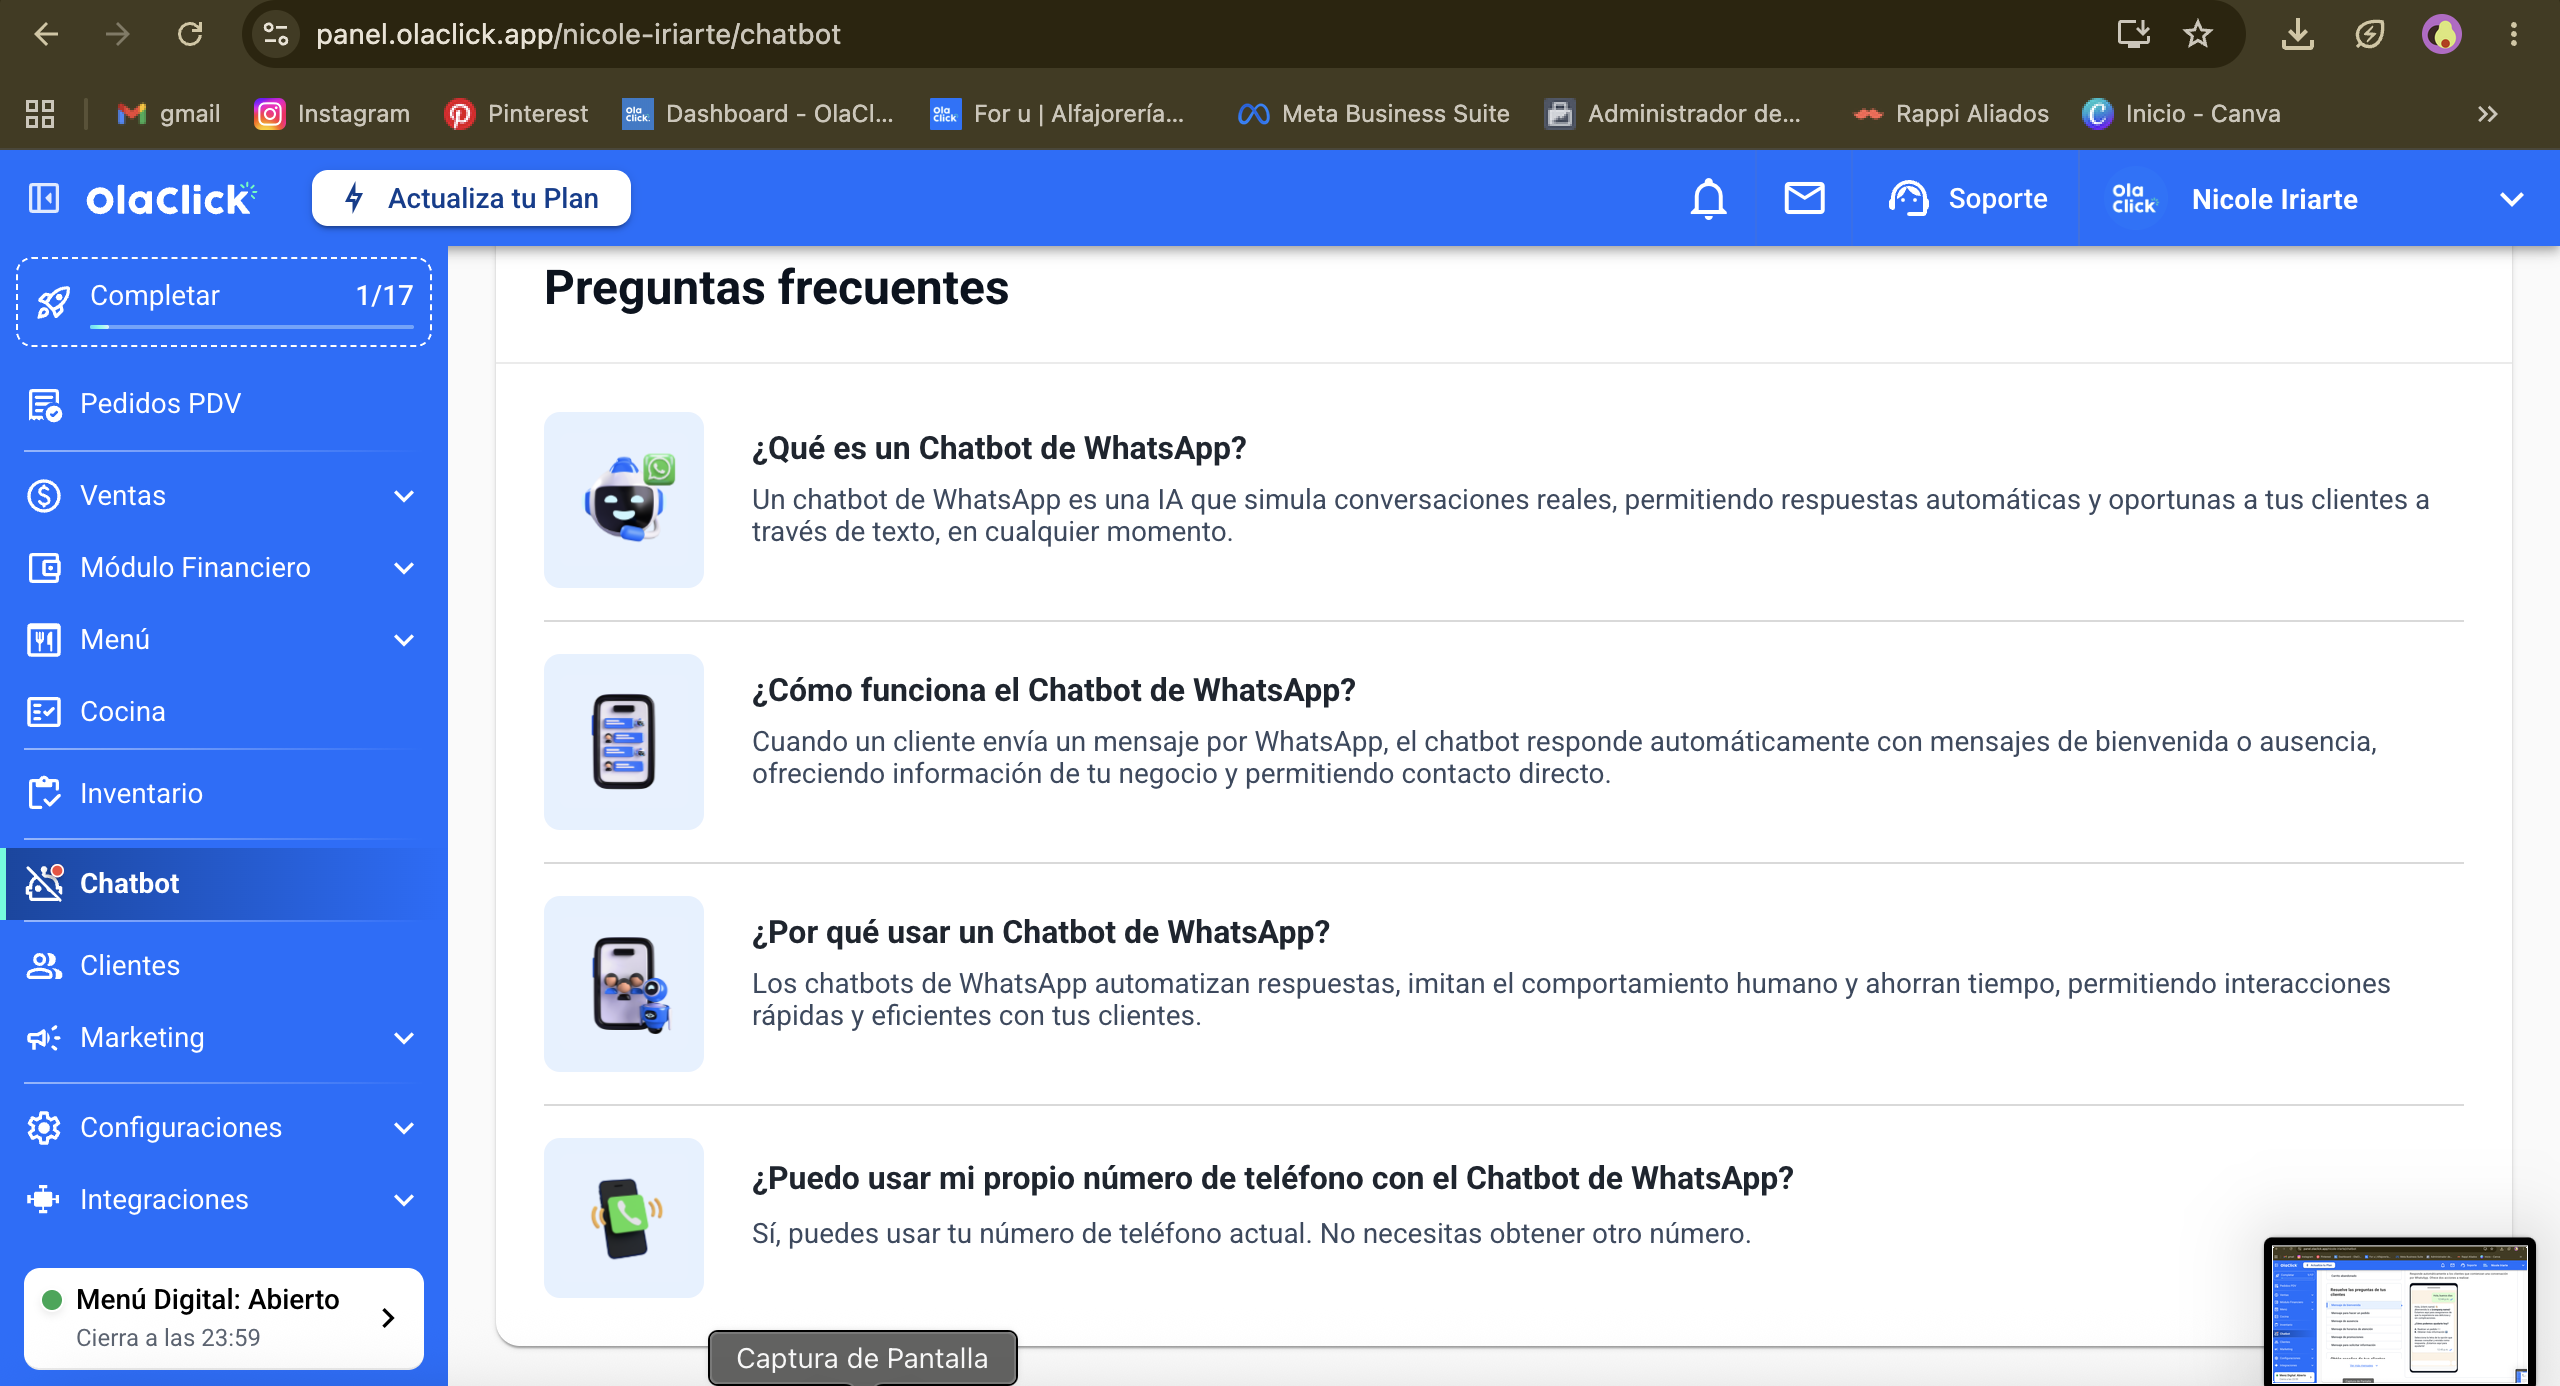 panel.olaclick.app/nicole-iriarte/chatbot
gmail
Instagram
Pinterest
Dashboard - OlaCl...
For u | Alfajorería...
Meta Business Suite
Administrador de...
Rappi Aliados
Inicio - Canva
OlaClick
Actualiza tu Plan
Soporte
Ola Click
Nicole Iriarte
Completar 1/17
Pedidos PDV
Ventas
Módulo Financiero
Menú
Cocina
Inventario
Chatbot
Clientes
Marketing
Configuraciones
Integraciones
Menú Digital: Abierto
Cierra a las 23:59
Preguntas frecuentes
¿Qué es un Chatbot de WhatsApp?
Un chatbot de WhatsApp es una IA que simula conversaciones reales, permitiendo respuestas automáticas y oportunas a tus clientes a
través de texto, en cualquier momento.
¿Cómo funciona el Chatbot de WhatsApp?
Cuando un cliente envía un mensaje por WhatsApp, el chatbot responde automáticamente con mensajes de bienvenida o ausencia,
ofreciendo información de tu negocio y permitiendo contacto directo.
¿Por qué usar un Chatbot de WhatsApp?
Los chatbots de WhatsApp automatizan respuestas, imitan el comportamiento humano y ahorran tiempo, permitiendo interacciones
rápidas y eficientes con tus clientes.
¿Puedo usar mi propio número de teléfono con el Chatbot de WhatsApp?
Sí, puedes usar tu número de teléfono actual. No necesitas obtener otro número.
Captura de Pantalla